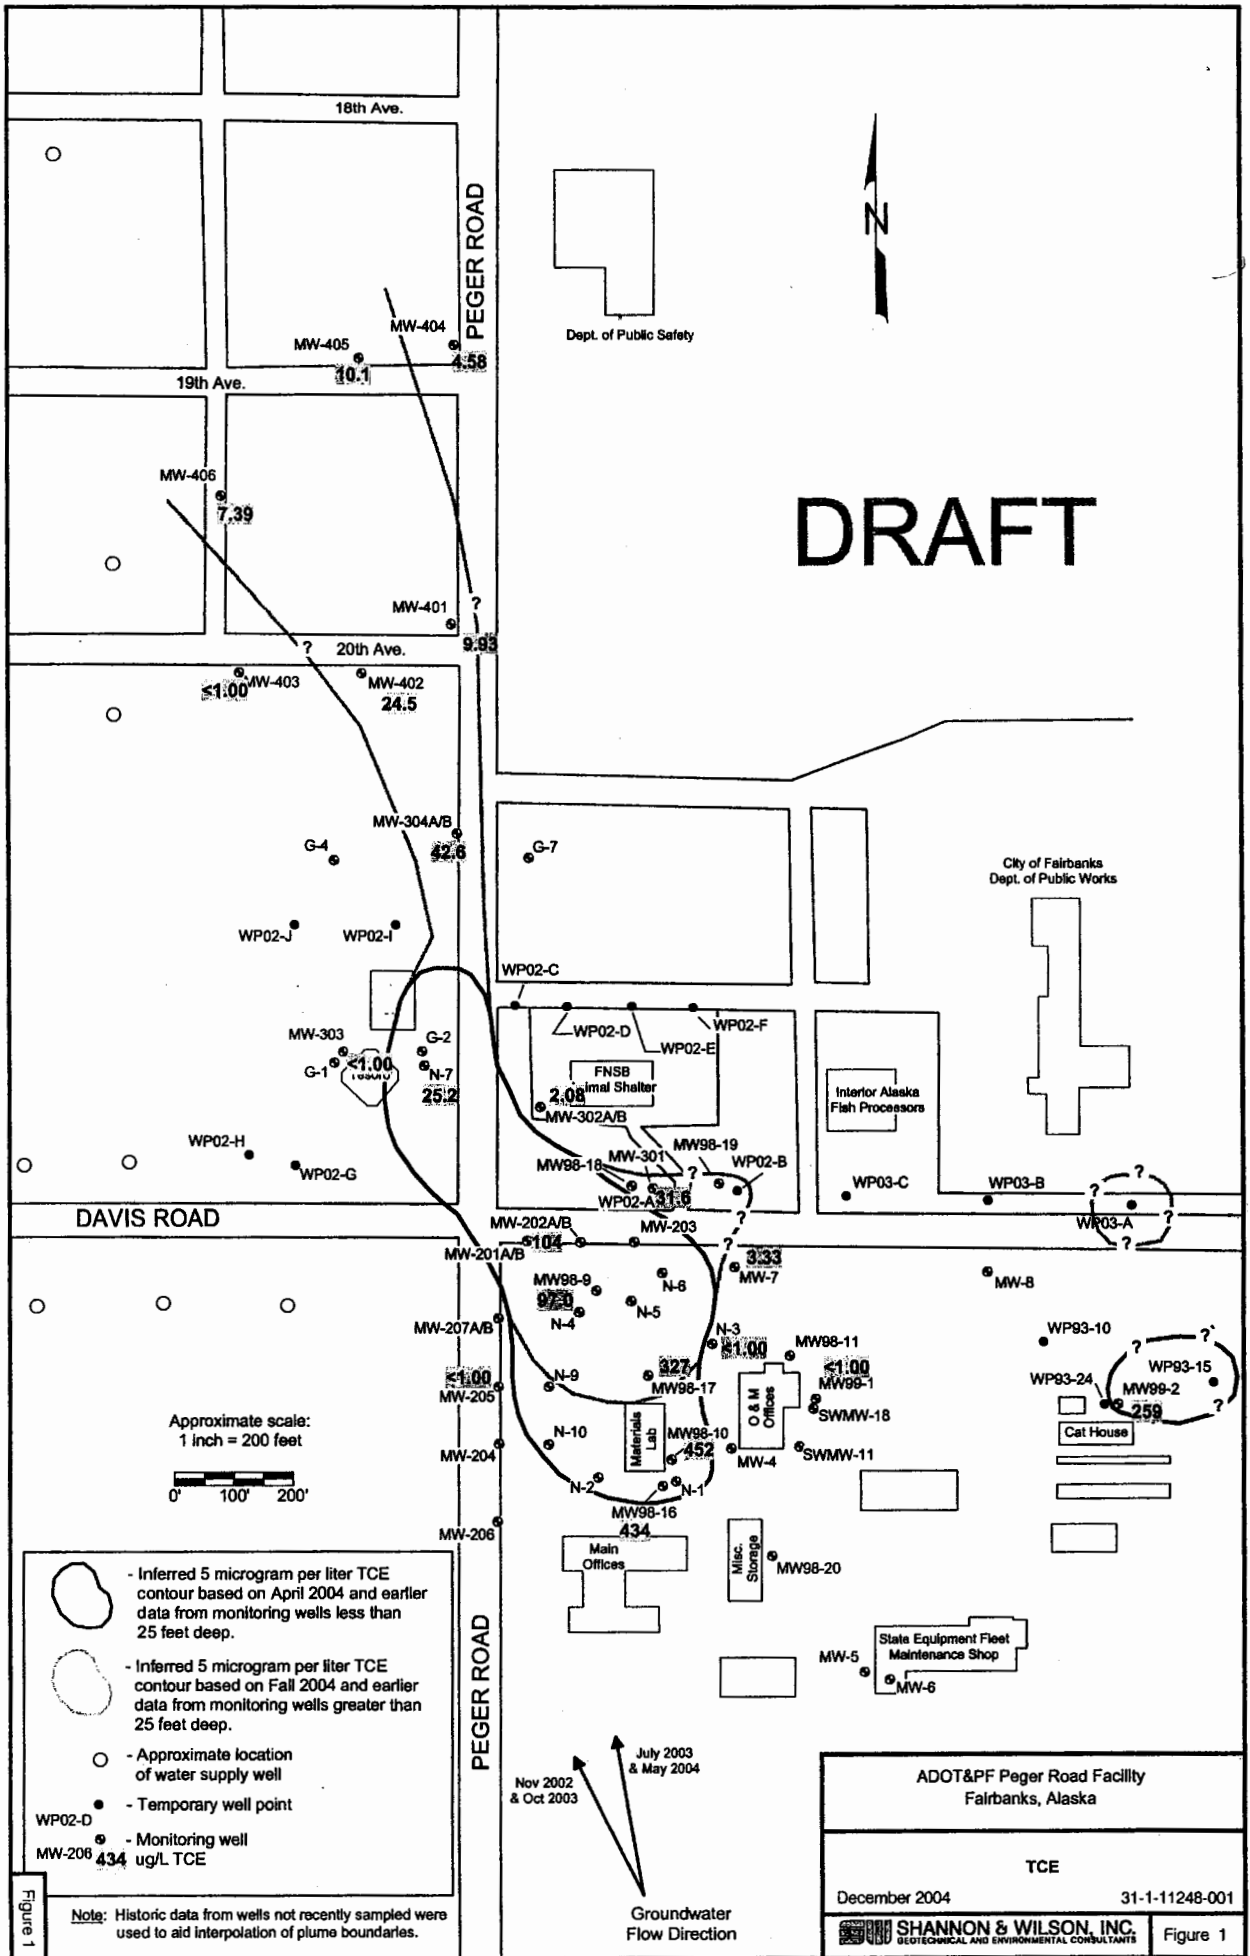 18th Ave.
PEGER ROAD
N
Dept. of Public Safety
MW-404
4.58
MW-405
10.1
19th Ave.
MW-406
7.39
DRAFT
MW-401
?
9.93
?
20th Ave.
MW-403
<1.00
MW-402
24.5
MW-304A/B
42.6
G-4
G-7
City of Fairbanks
Dept. of Public Works
WP02-J
WP02-I
WP02-C
WP02-D
WP02-E
WP02-F
MW-303
G-1
<1.00
G-2
N-7
25.2
FNSB
imal Shelter
2.08
MW-302A/B
Interior Alaska
Fish Processors
WP02-H
WP02-G
MW98-19
MW-301
MW98-18
WP02-B
WP02-A
31.6
?
?
?
WP03-C
WP03-B
WP03-A
?
?
?
?
DAVIS ROAD
MW-202A/B
MW-203
MW-201A/B
104
3.33
MW-7
MW-8
MW98-9
97.0
N-6
N-5
N-4
MW-207A/B
N-3
<1.00
MW98-11
<1.00
MW99-1
SWMW-18
WP93-10
?
?
WP93-15
WP93-24
MW99-2
259
?
Cat House
<1.00
MW-205
N-9
327
MW98-17
O & M
Offices
Materials
Lab
MW98-10
452
MW-4
SWMW-11
N-10
MW-204
N-2
N-1
MW98-16
434
MW-206
Main
Offices
Misc.
Storage
MW98-20
State Equipment Fleet
Maintenance Shop
MW-5
MW-6
Approximate scale:
1 inch = 200 feet
0' 100' 200'
- Inferred 5 microgram per liter TCE
contour based on April 2004 and earlier
data from monitoring wells less than
25 feet deep.
- Inferred 5 microgram per liter TCE
contour based on Fall 2004 and earlier
data from monitoring wells greater than
25 feet deep.
- Approximate location
of water supply well
- Temporary well point
WP02-D
- Monitoring well
MW-206 434 ug/L TCE
Note: Historic data from wells not recently sampled were
used to aid interpolation of plume boundaries.
Figure 1
PEGER ROAD
July 2003
& May 2004
Nov 2002
& Oct 2003
Groundwater
Flow Direction
ADOT&PF Peger Road Facility
Fairbanks, Alaska
TCE
December 2004 31-1-11248-001
SHANNON & WILSON, INC.
GEOTECHNICAL AND ENVIRONMENTAL CONSULTANTS
Figure 1